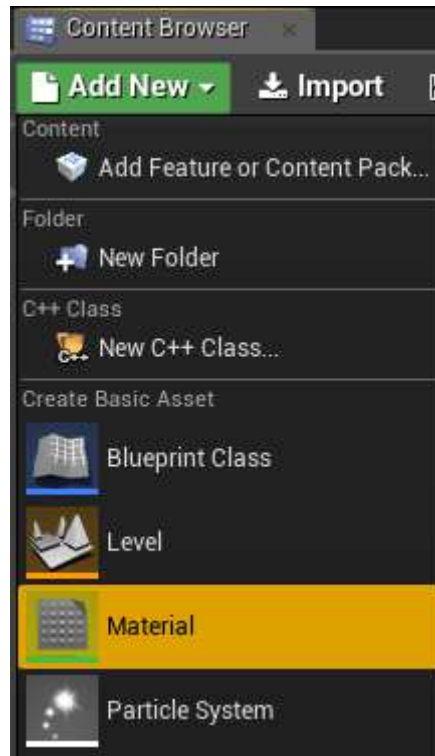 Content Browser
Add New
Import
Content
Add Feature or Content Pack...
Folder
New Folder
C++ Class
C++
New C++ Class...
Create Basic Asset
Blueprint Class
Level
Material
Particle System